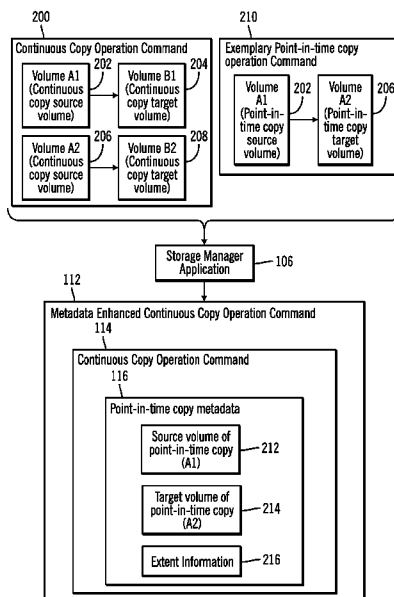 200
Continuous Copy Operation Command
Volume A1
(Continuous
copy source
volume)
202
Volume B1
(Continuous
copy target
volume)
204
Volume A2
(Continuous
copy source
volume)
206
Volume B2
(Continuous
copy target
volume)
208
210
Exemplary Point-in-time copy
operation Command
Volume
A1
(Point-in-
time copy
source
volume)
202
Volume
A2
(Point-in-
time copy
target
volume)
206
Storage Manager
Application
106
112
Metadata Enhanced Continuous Copy Operation Command
114
Continuous Copy Operation Command
116
Point-in-time copy metadata
Source volume of
point-in-time copy
(A1)
212
Target volume of
point-in-time copy
(A2)
214
Extent Information
216